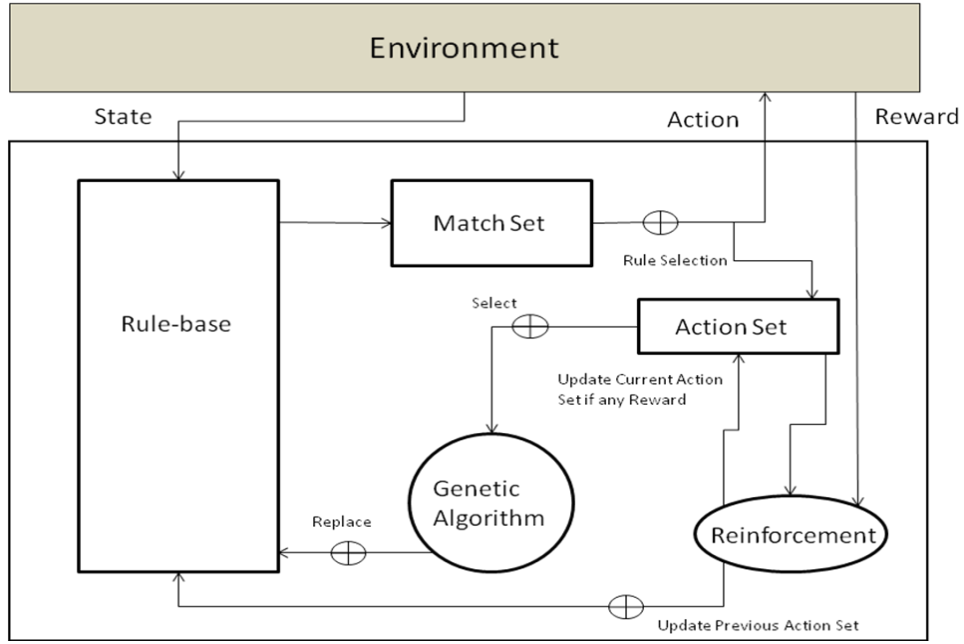 Environment
State
Action
Reward
Match Set
Rule Selection
Rule-base
Select
Action Set
Update Current Action
Set if any Reward
Genetic
Algorithm
Replace
Reinforcement
Update Previous Action Set